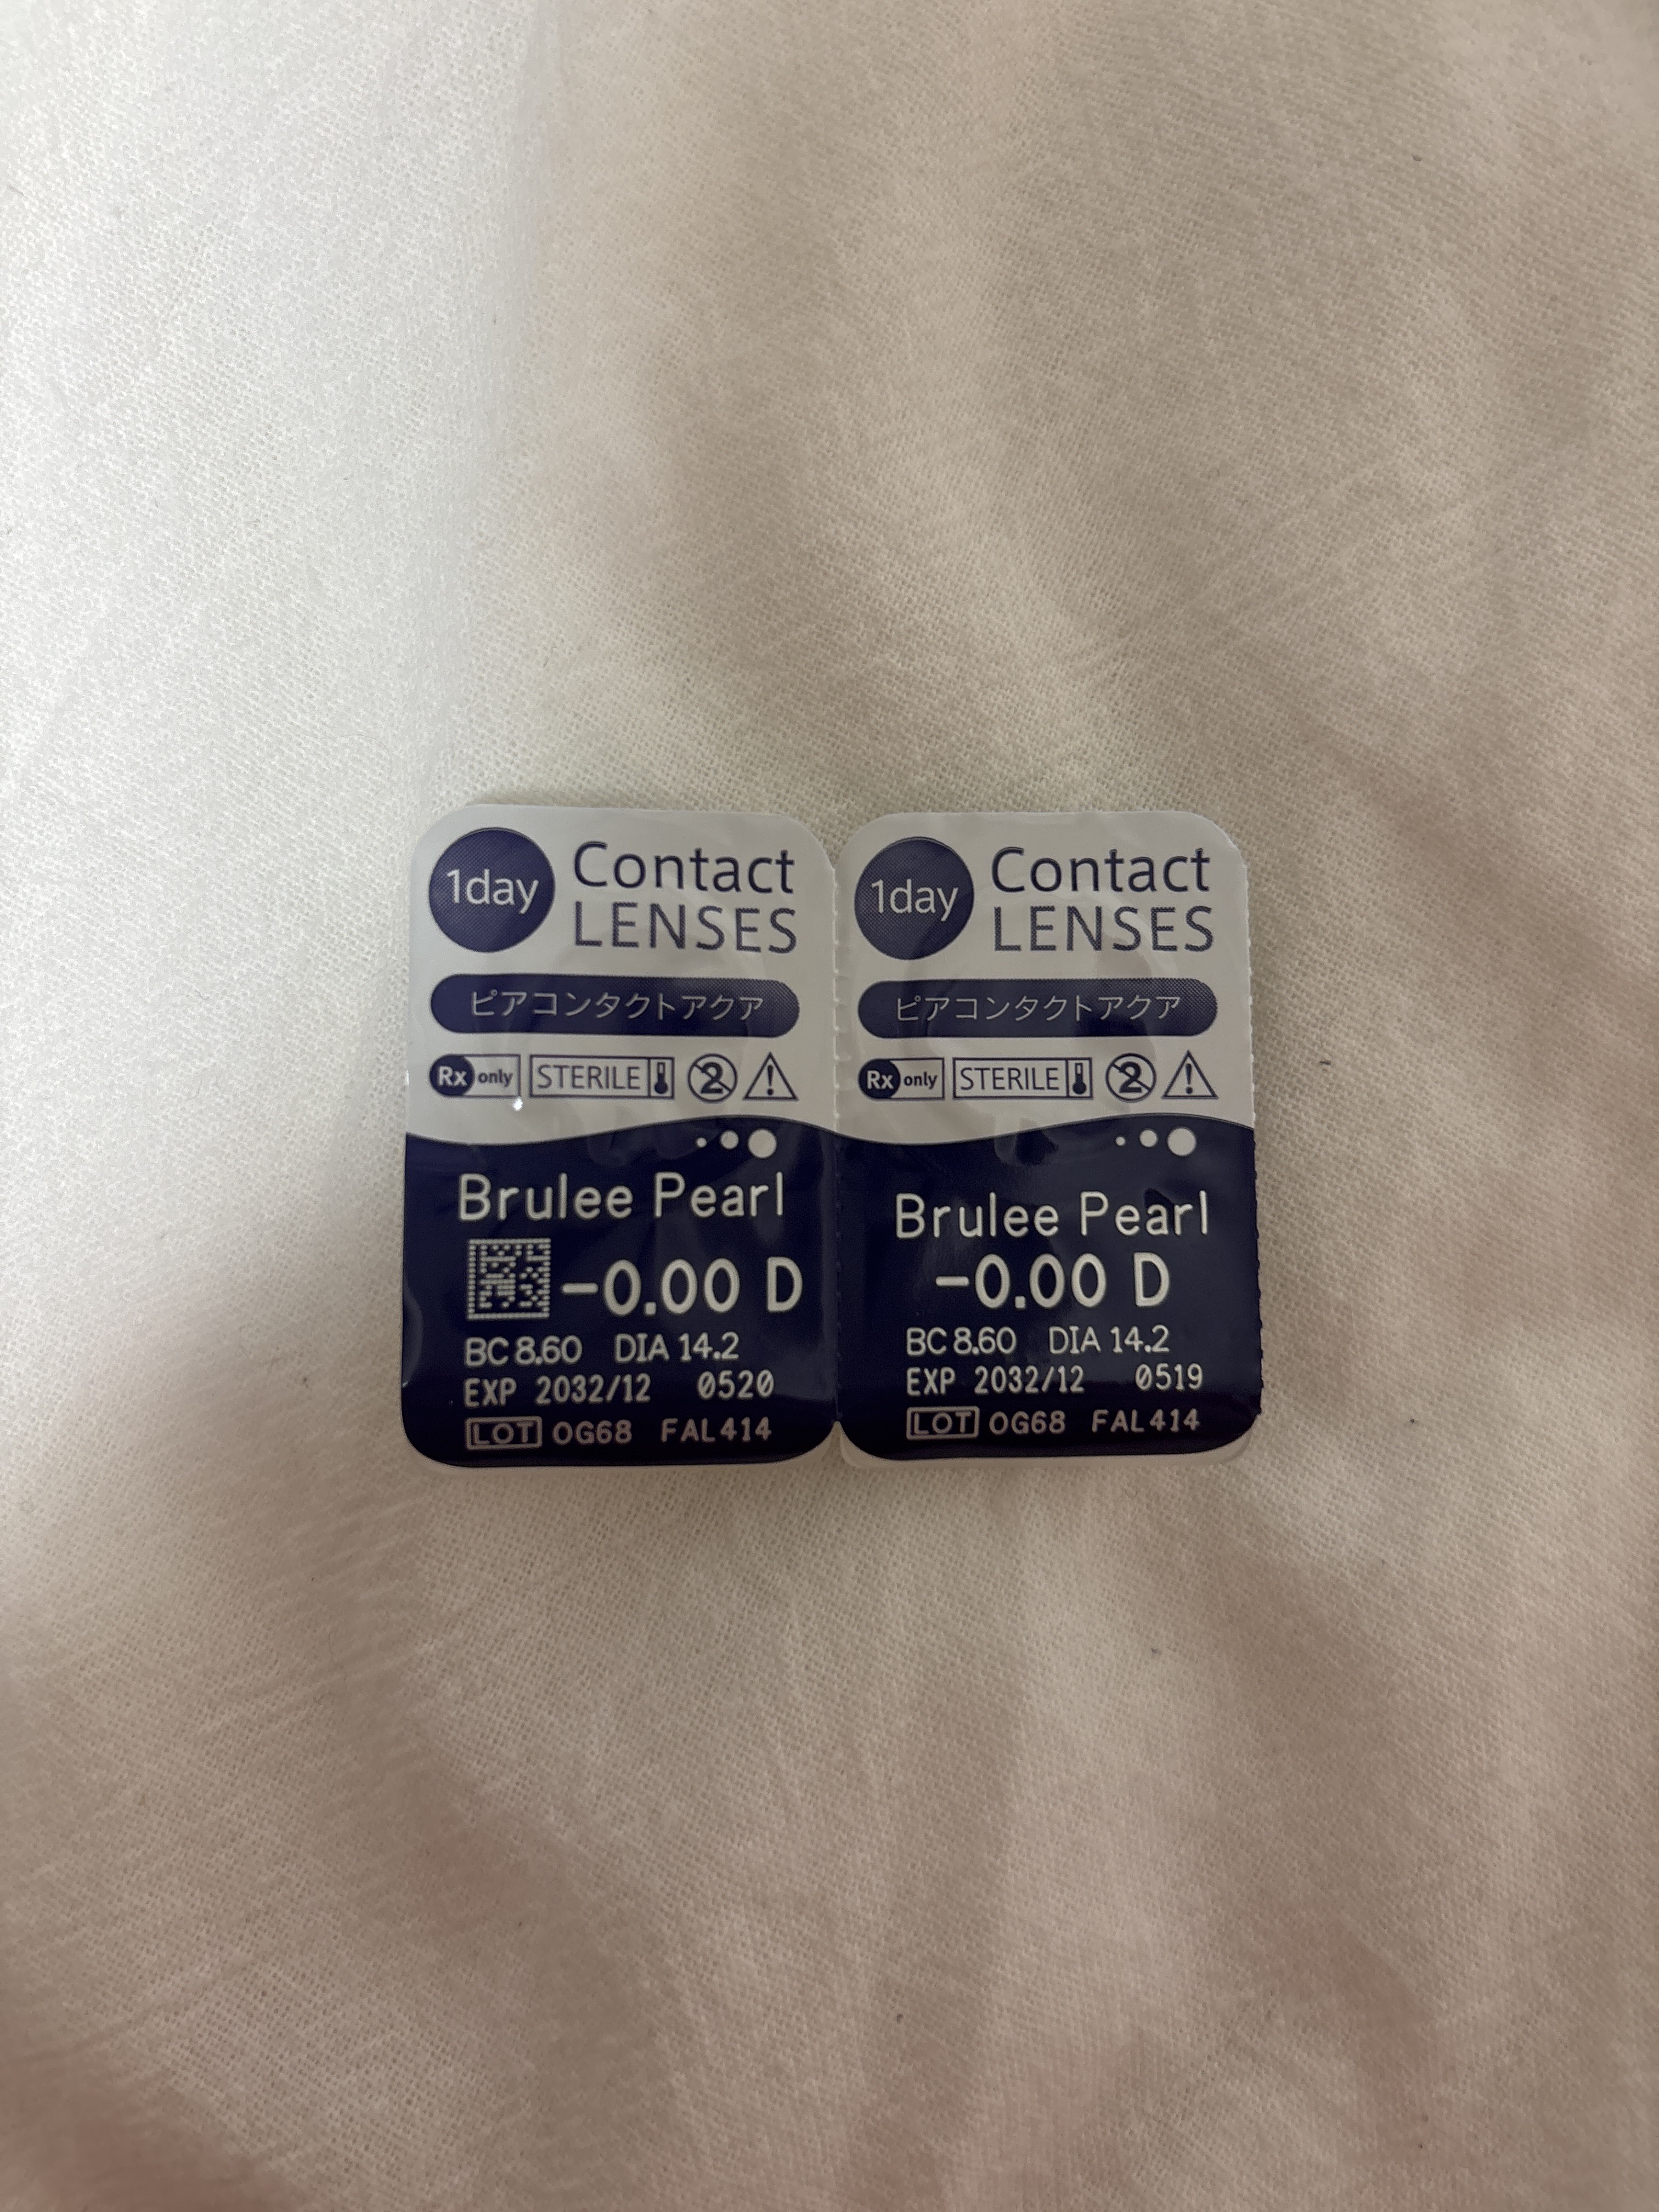 1day
Contact
LENSES
ピアコンタクトアクア
Rx only STERILE 2 !
Brulee Pearl
-0.00 D
BC 8.60 DIA 14.2
EXP 2032/12 0520
LOT OG68 FAL414
1day
Contact
LENSES
ピアコンタクトアクア
Rx only STERILE 2 !
Brulee Pearl
-0.00 D
BC 8.60 DIA 14.2
EXP 2032/12 0519
LOT OG68 FAL414